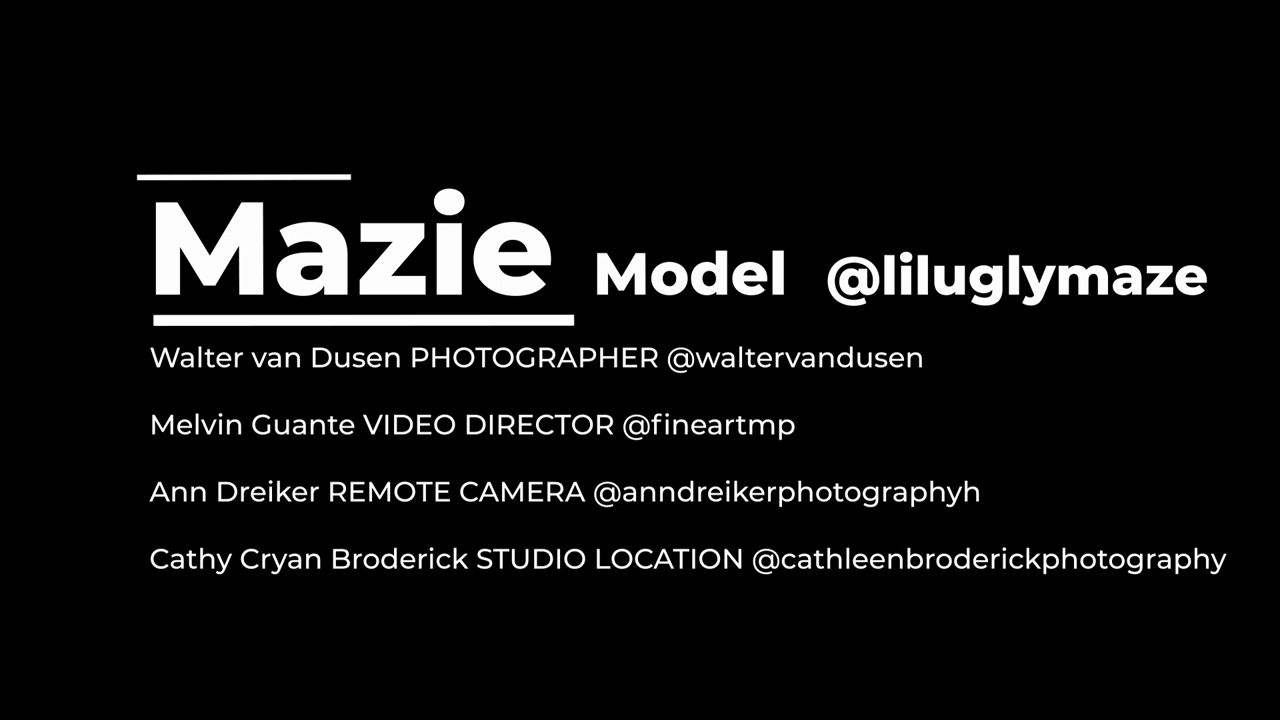 Mazie Model @liluglymaze
Walter van Dusen PHOTOGRAPHER @waltervandusen
Melvin Guante VIDEO DIRECTOR @fineartmp
Ann Dreiker REMOTE CAMERA @anndreikerphotographyh
Cathy Cryan Broderick STUDIO LOCATION @cathleenbroderickphotography